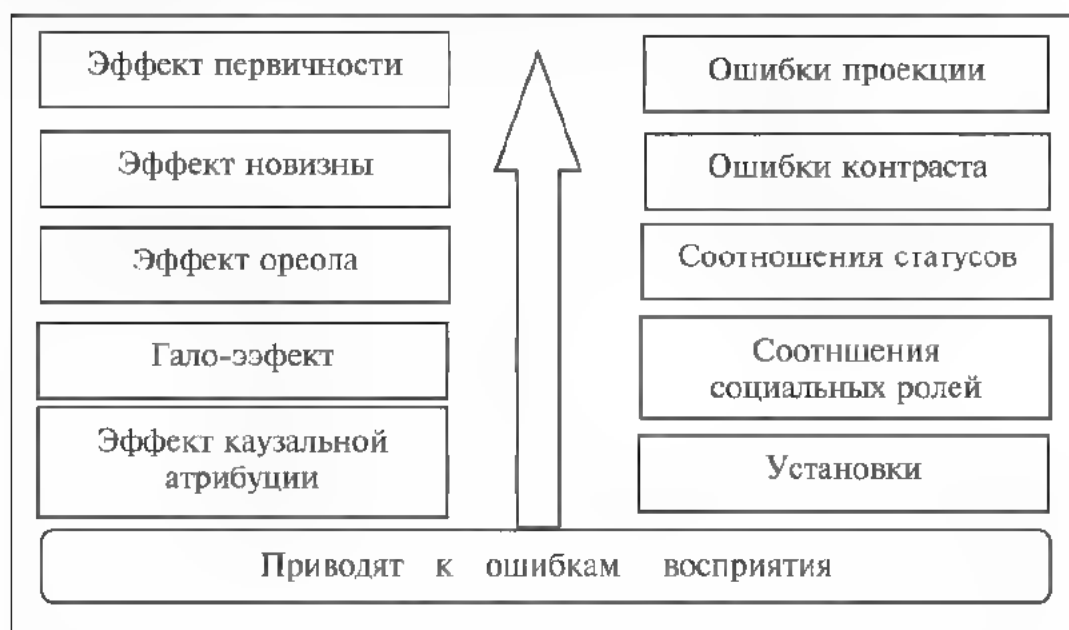 Эффект первичности
Эффект новизны
Эффект ореола
Гало-ээфект
Эффект каузальной
атрибуции
Ошибки проекции
Ошибки контраста
Соотношения статусов
Соотншения
социальных ролей
Установки
Приводят к ошибкам восприятия